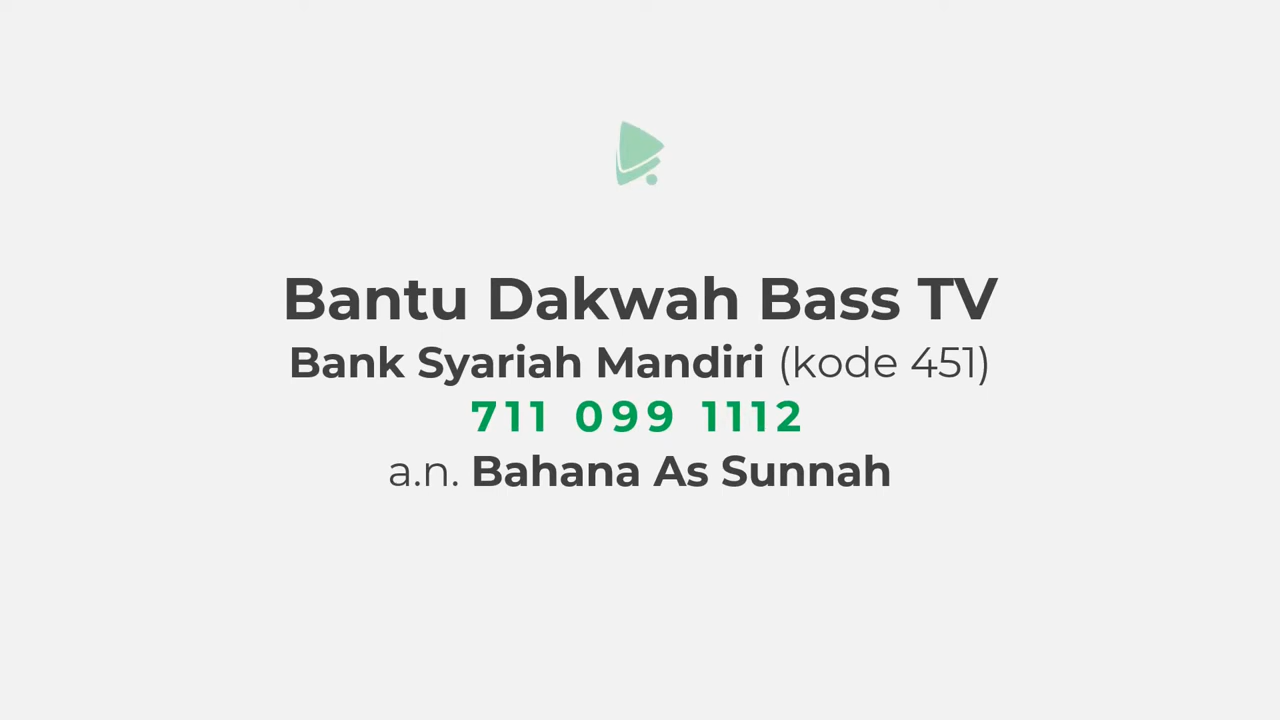 Bantu Dakwah Bass TV
Bank Syariah Mandiri (kode 451)
711 099 1112
a.n. Bahana As Sunnah